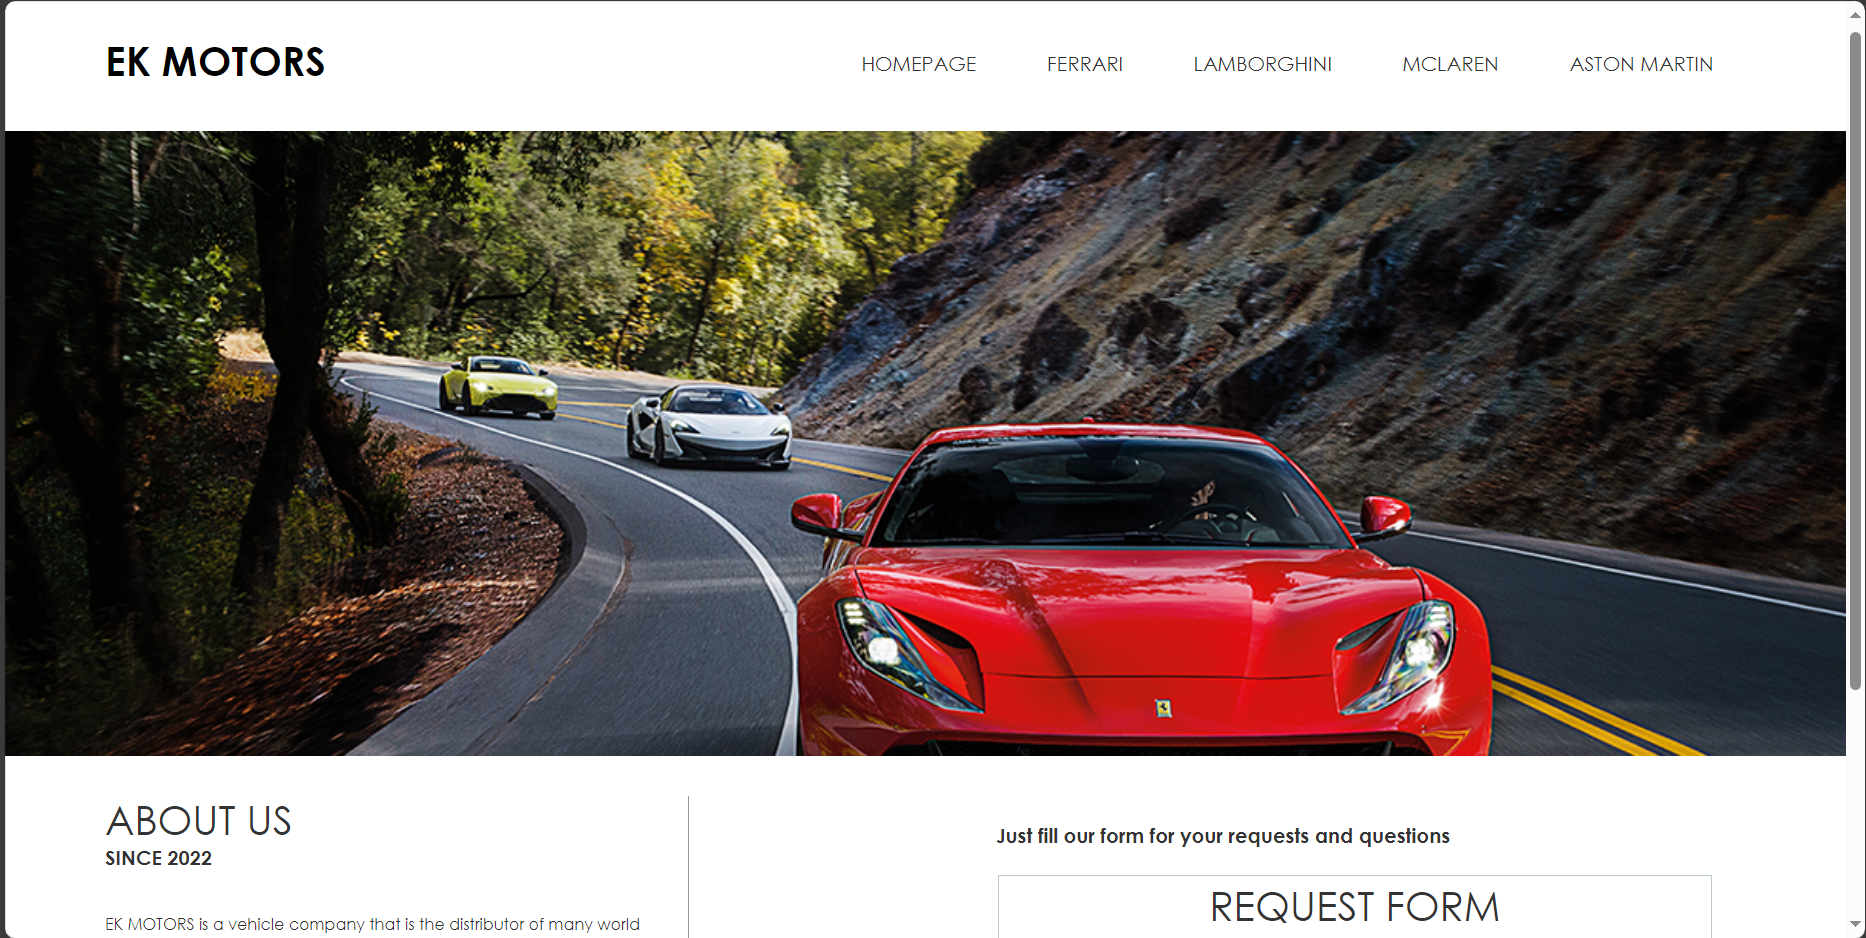 EK MOTORS
HOMEPAGE
FERRARI
LAMBORGHINI
MCLAREN
ASTON MARTIN
ABOUT US
SINCE 2022
EK MOTORS is a vehicle company that is the distributor of many world
Just fill our form for your requests and questions
REQUEST FORM